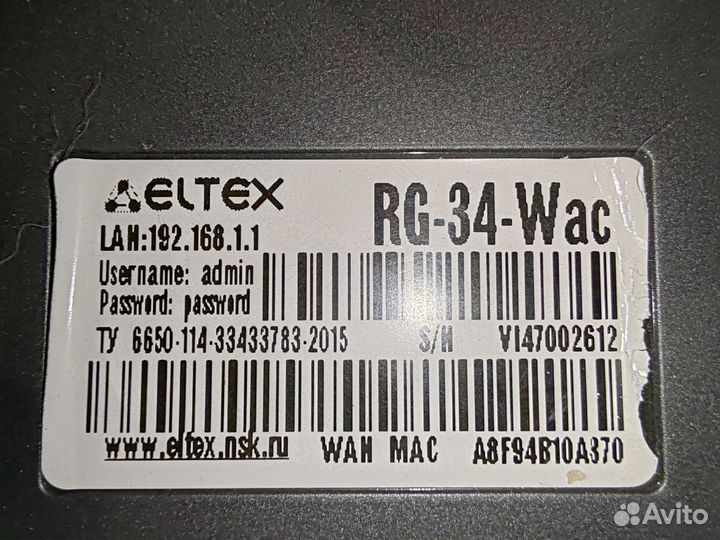 ELTEX
RG-34-Wac
LAN:192.168.1.1
Username: admin
Password: password
ТУ 6650-114-33433783-2015 S/N VI47002612
www.eltex.nsk.ru WAN MAC A8F94B10A370
Avito